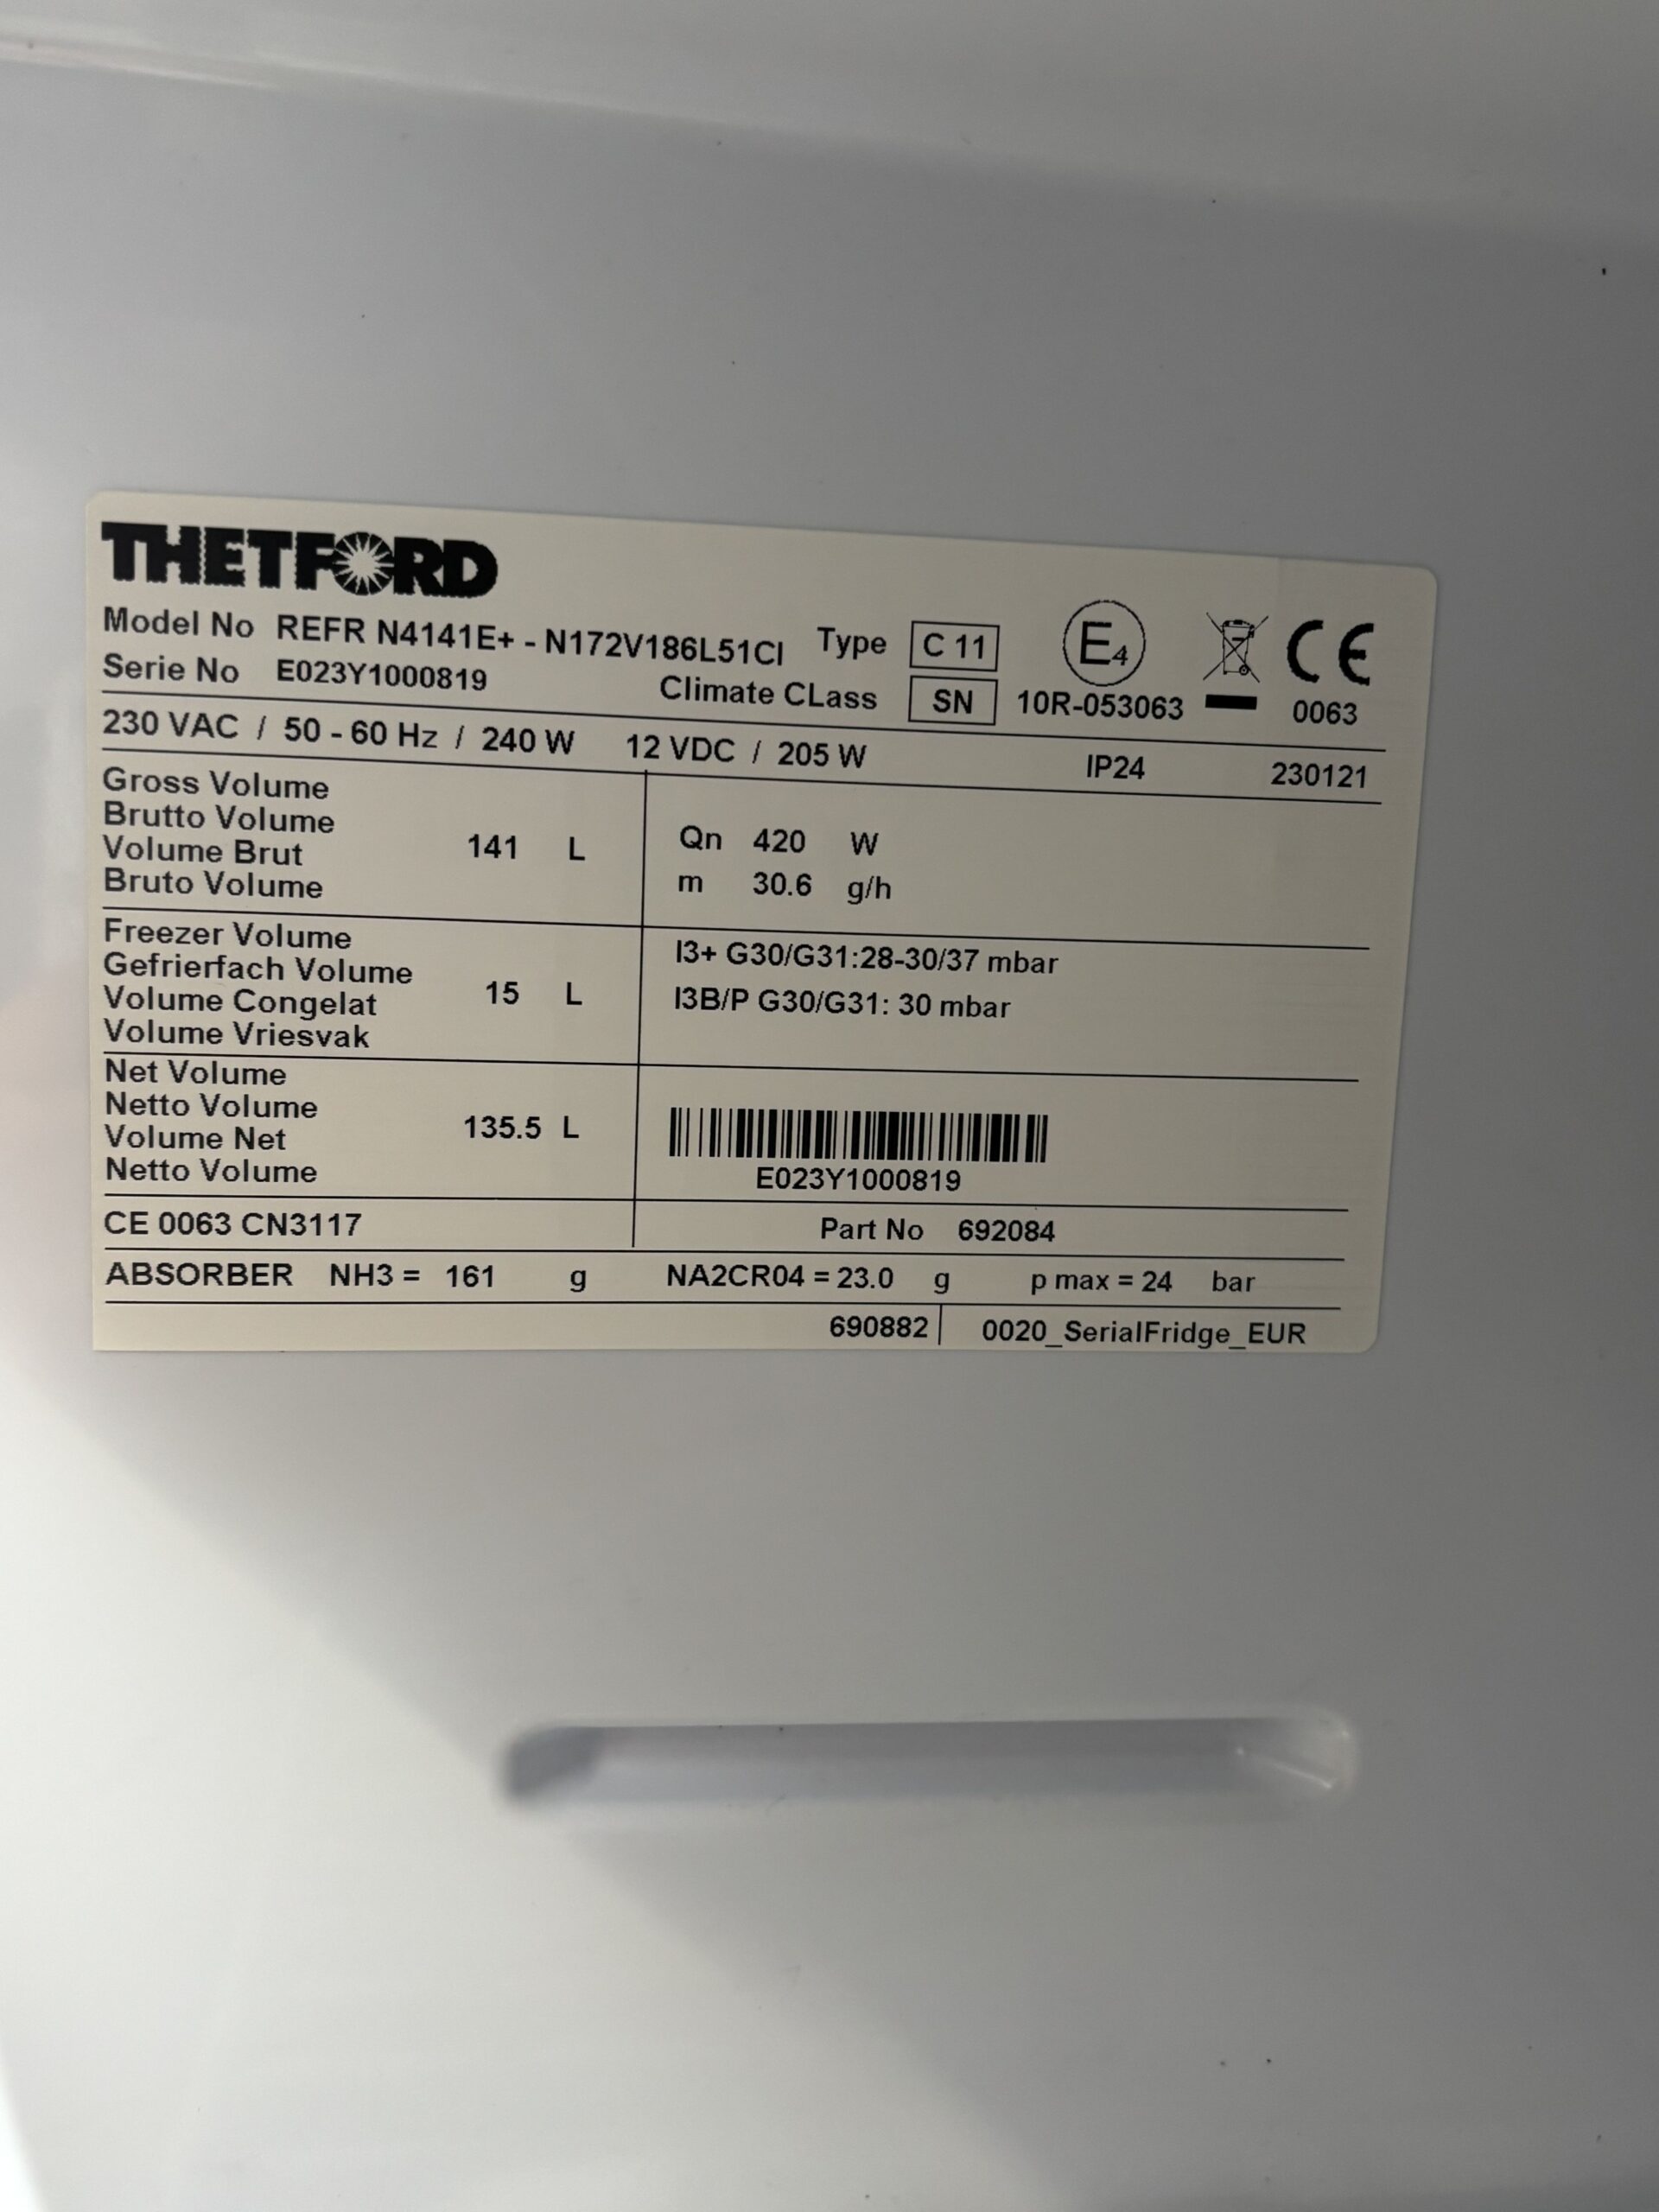 THETFORD
Model No REFR N4141E+ - N172V186L51CI Type C 11 E4 CE
Serie No E023Y1000819 Climate CLass SN 10R-053063 0063
230 VAC / 50 - 60 Hz / 240 W 12 VDC / 205 W IP24 230121
Gross Volume
Brutto Volume
Volume Brut
Bruto Volume
141 L
Qn 420 W
m 30.6 g/h
Freezer Volume
Gefrierfach Volume
Volume Congelat
Volume Vriesvak
15 L
I3+ G30/G31:28-30/37 mbar
I3B/P G30/G31: 30 mbar
Net Volume
Netto Volume
Volume Net
Netto Volume
135.5 L
E023Y1000819
CE 0063 CN3117 Part No 692084
ABSORBER NH3 = 161 g NA2CR04 = 23.0 g p max = 24 bar
690882 0020_SerialFridge_EUR